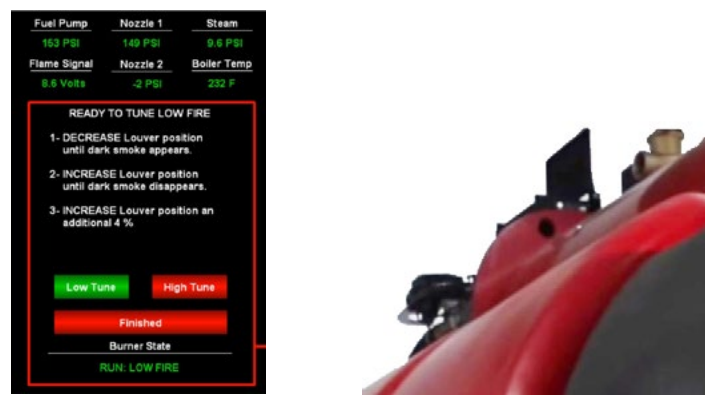 Fuel Pump Nozzle 1 Steam
153 PSI 149 PSI 9.6 PSI
Flame Signal Nozzle 2 Boiler Temp
8.6 Volts -2 PSI 232 F
READY TO TUNE LOW FIRE
1- DECREASE Louver position
until dark smoke appears.
2- INCREASE Louver position
until dark smoke disappears.
3- INCREASE Louver position an
additional 4 %
Low Tune High Tune
Finished
Burner State
RUN: LOW FIRE